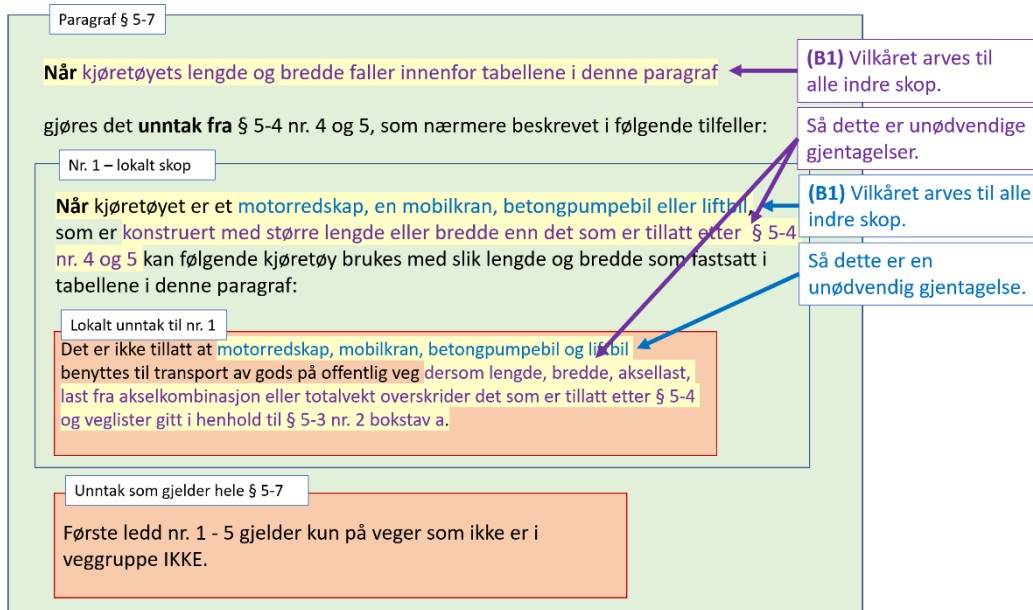 Paragraf § 5-7
Når kjøretøyets lengde og bredde faller innenfor tabellene i denne paragraf
(B1) Vilkåret arves til
alle indre skop.
gjøres det unntak fra § 5-4 nr. 4 og 5, som nærmere beskrevet i følgende tilfeller:
Så dette er unødvendige
gjentagelser.
Nr. 1 – lokalt skop
Når kjøretøyet er et motorredskap, en mobilkran, betongpumpebil eller liftbil,
som er konstruert med større lengde eller bredde enn det som er tillatt etter § 5-4
nr. 4 og 5 kan følgende kjøretøy brukes med slik lengde og bredde som fastsatt i
tabellene i denne paragraf:
(B1) Vilkåret arves til alle
indre skop.
Så dette er en
unødvendig gjentagelse.
Lokalt unntak til nr. 1
Det er ikke tillatt at motorredskap, mobilkran, betongpumpebil og liftbil
benyttes til transport av gods på offentlig veg dersom lengde, bredde, aksellast,
last fra akselkombinasjon eller totalvekt overskrider det som er tillatt etter § 5-4
og veglister gitt i henhold til § 5-3 nr. 2 bokstav a.
Unntak som gjelder hele § 5-7
Første ledd nr. 1 - 5 gjelder kun på veger som ikke er i
veggruppe IKKE.